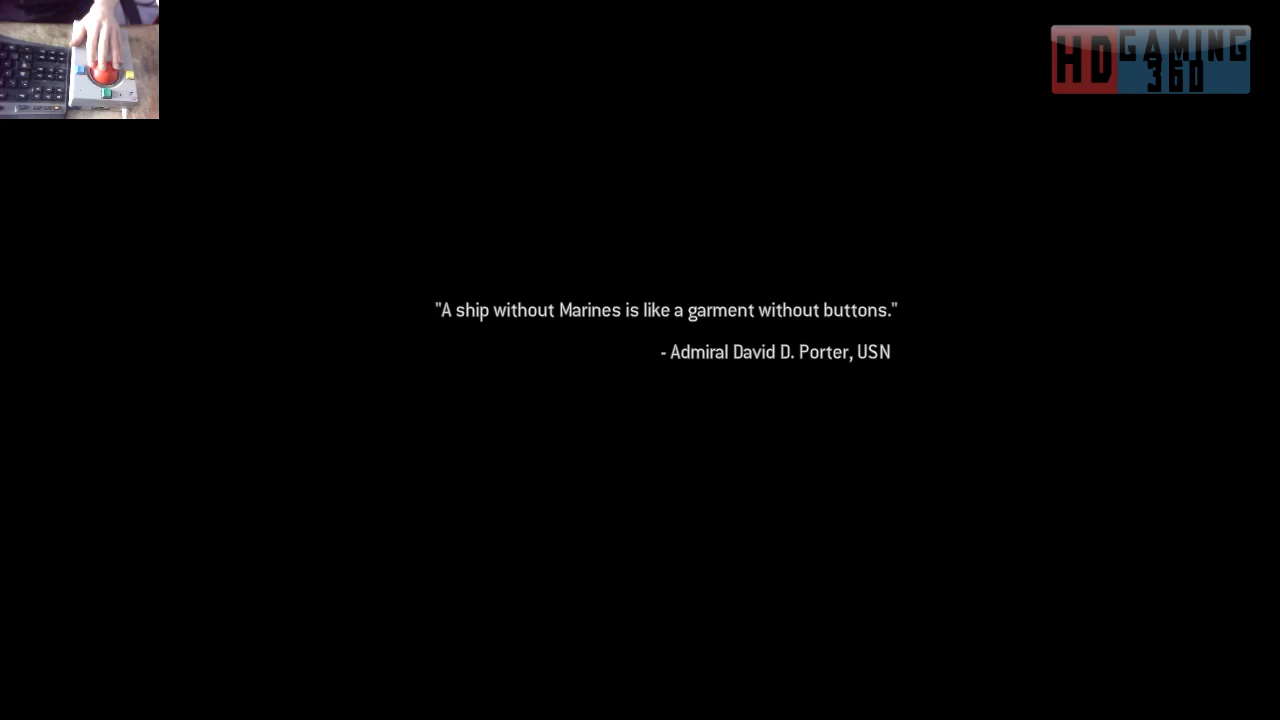 HD GAMING
360
"A ship without Marines is like a garment without buttons."
- Admiral David D. Porter, USN